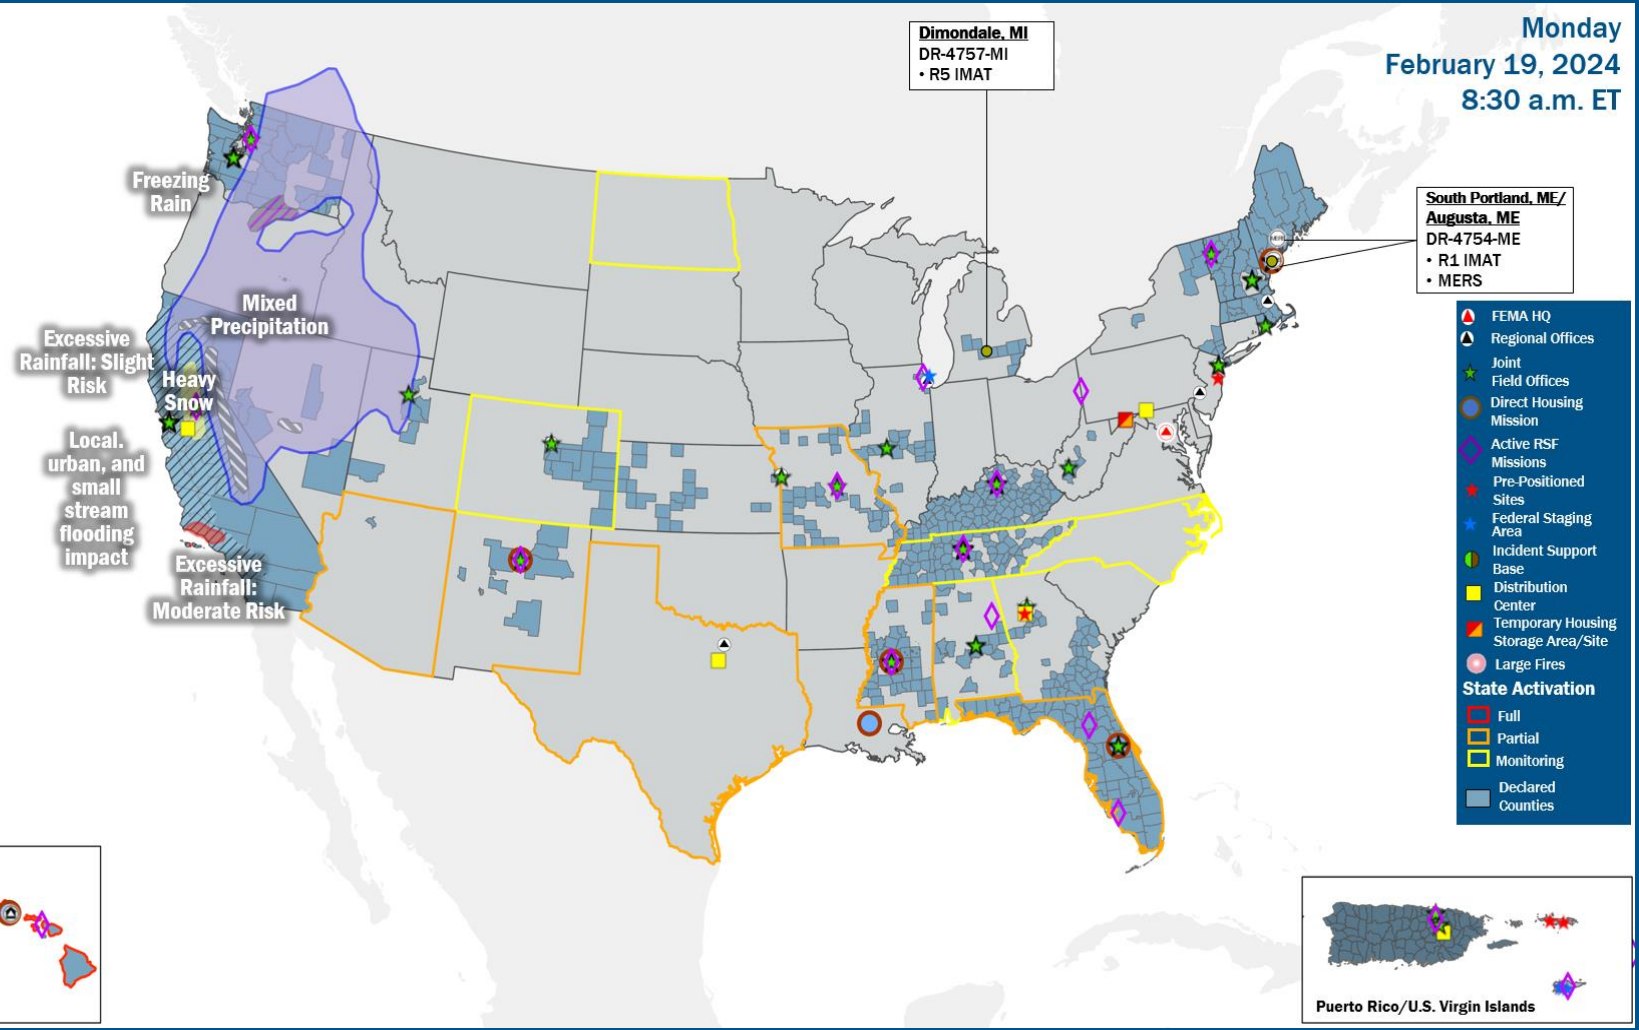 Monday
February 19, 2024
8:30 a.m. ET
Dimondale, MI
DR-4757-MI
• R5 IMAT
South Portland, ME/
Augusta, ME
DR-4754-ME
• R1 IMAT
• MERS
Freezing
Rain
Mixed
Precipitation
Excessive
Rainfall: Slight
Risk
Heavy
Snow
Local.
urban, and
small
stream
flooding
impact
Excessive
Rainfall:
Moderate Risk
FEMA HQ
Regional Offices
Joint
Field Offices
Direct Housing
Mission
Active RSF
Missions
Pre-Positioned
Sites
Federal Staging
Area
Incident Support
Base
Distribution
Center
Temporary Housing
Storage Area/Site
Large Fires
State Activation
Full
Partial
Monitoring
Declared
Counties
Puerto Rico/U.S. Virgin Islands